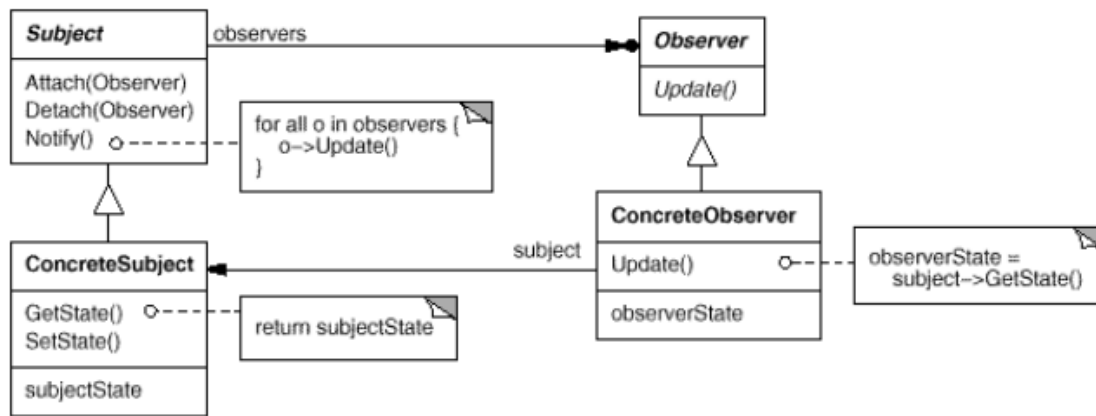 Subject
observers
Observer
Attach(Observer)
Detach(Observer)
Notify()
for all o in observers {
o->Update()
}
Update()
ConcreteSubject
GetState()
SetState()
subjectState
return subjectState
subject
ConcreteObserver
Update()
observerState
observerState =
subject->GetState()